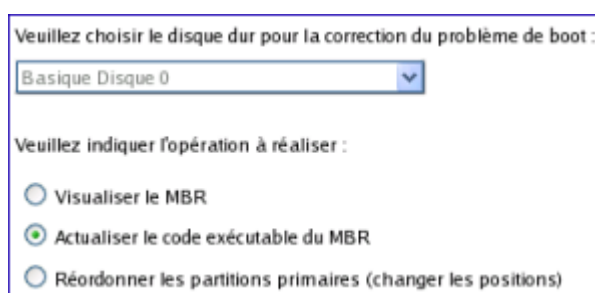 Veuillez choisir le disque dur pour la correction du problème de boot :
Basique Disque 0
Veuillez indiquer l'opération à réaliser :
Visualiser le MBR
Actualiser le code exécutable du MBR
Réordonner les partitions primaires (changer les positions)